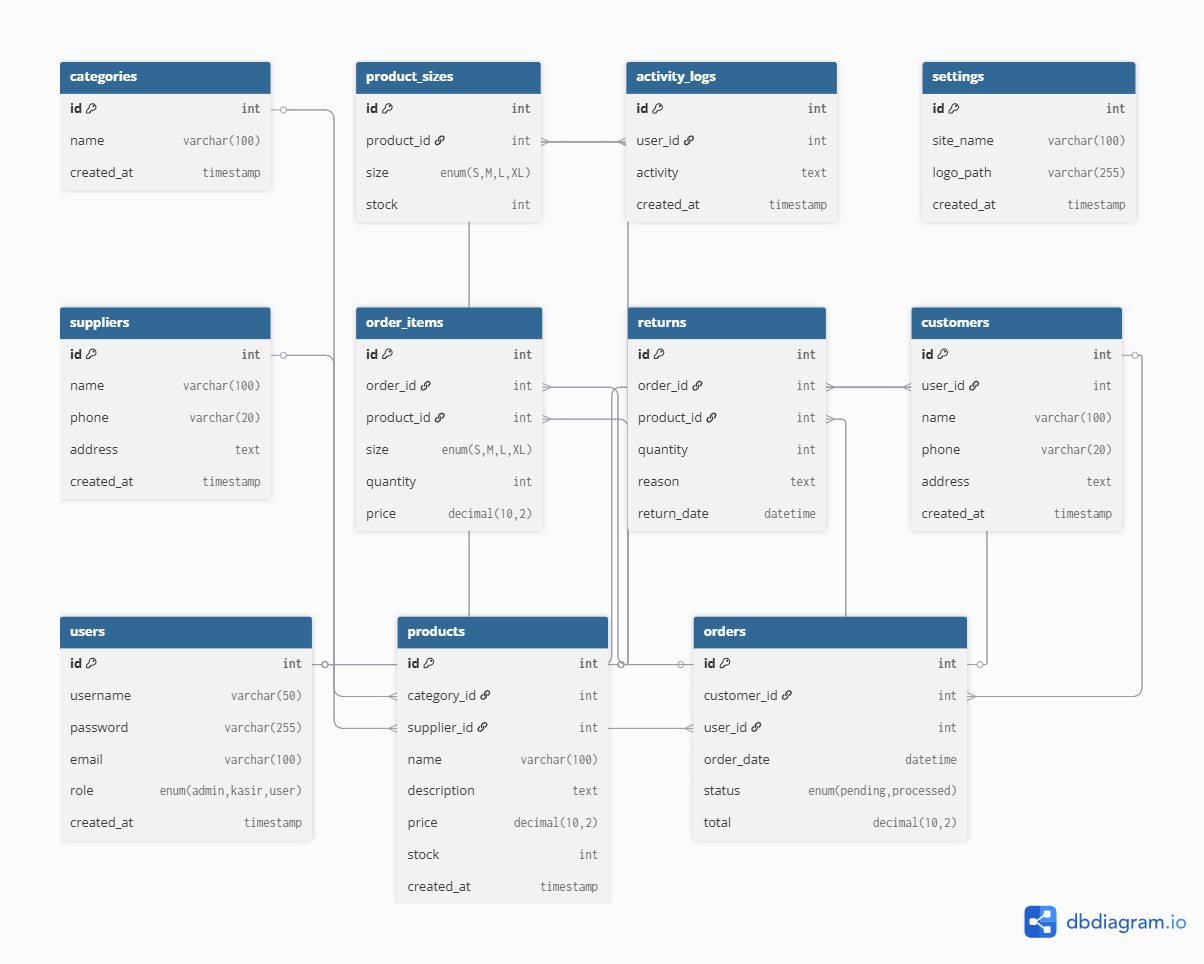 categories
id int
name varchar(100)
created_at timestamp
product_sizes
id int
product_id int
size enum(S,M,L,XL)
stock int
activity_logs
id int
user_id int
activity text
created_at timestamp
settings
id int
site_name varchar(100)
logo_path varchar(255)
created_at timestamp
suppliers
id int
name varchar(100)
phone varchar(20)
address text
created_at timestamp
order_items
id int
order_id int
product_id int
size enum(S,M,L,XL)
quantity int
price decimal(10,2)
returns
id int
order_id int
product_id int
quantity int
reason text
return_date datetime
customers
id int
user_id int
name varchar(100)
phone varchar(20)
address text
created_at timestamp
users
id int
username varchar(50)
password varchar(255)
email varchar(100)
role enum(admin,kasir,user)
created_at timestamp
products
id int
category_id int
supplier_id int
name varchar(100)
description text
price decimal(10,2)
stock int
created_at timestamp
orders
id int
customer_id int
user_id int
order_date datetime
status enum(pending,processed)
total decimal(10,2)
dbdiagram.io